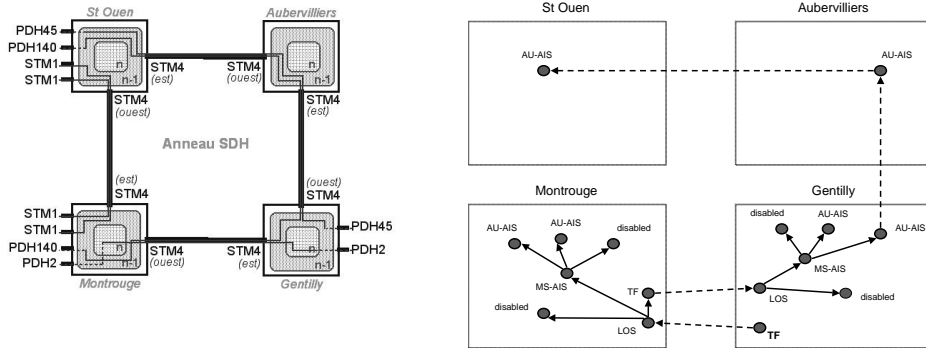 St Ouen
Aubervilliers
PDH45
PDH140
STM1
STM1
n
n-1
n
n-1
STM4
(est)
STM4
(ouest)
STM4
(ouest)
STM4
(est)
Anneau SDH
(est)
STM4
(ouest)
STM4
STM1
STM1
PDH140
PDH2
n
n-1
n
n-1
PDH45
PDH2
STM4
(ouest)
STM4
(est)
Montrouge
Gentilly
St Ouen
Aubervilliers
AU-AIS
AU-AIS
Montrouge
Gentilly
AU-AIS
AU-AIS
disabled
MS-AIS
TF
disabled
LOS
disabled
AU-AIS
AU-AIS
MS-AIS
LOS
disabled
TF